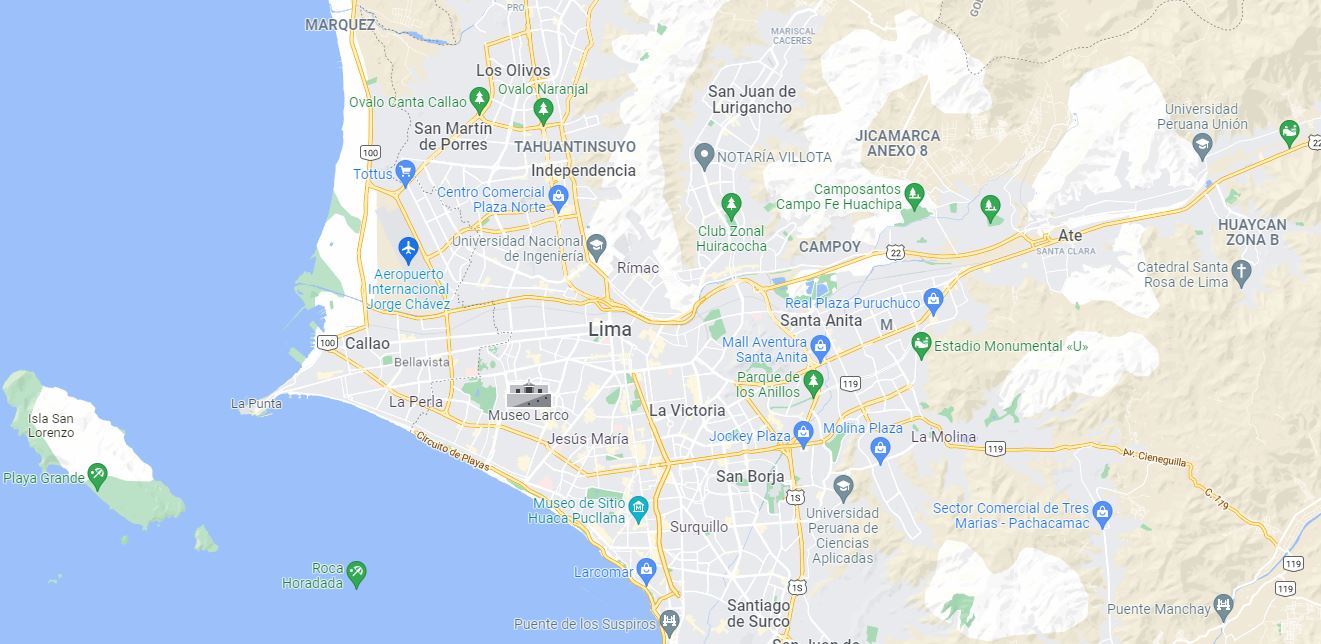 PRO
MARQUEZ
GOL
MARISCAL
CACERES
Los Olivos
Ovalo Naranjal
Ovalo Canta Callao
San Juan de
Lurigancho
San Martín
de Porres
Universidad
Peruana Unión
JICAMARCA
ANEXO 8
22
100
TAHUANTINSUYO
Independencia
NOTARÍA VILLOTA
Tottus
Centro Comercial
Plaza Norte
Camposantos
Campo Fe Huachipa
Club Zonal
Huiracocha
CAMPOY
Ate
SANTA CLARA
HUAYCAN
ZONA B
Universidad Nacional
de Ingeniería
22
Rímac
Aeropuerto
Internacional
Jorge Chávez
Catedral Santa
Rosa de Lima
Real Plaza Puruchuco
Santa Anita
M
Lima
100
Callao
Mall Aventura
Santa Anita
Estadio Monumental «U»
Bellavista
Parque de
los Anillos
119
La Punta
La Perla
Museo Larco
La Victoria
Isla San
Lorenzo
Circuito de Playas
Jesús María
Jockey Plaza
Molina Plaza
La Molina
119
Av. Cieneguilla
C. 179
Playa Grande
San Borja
1S
Museo de Sitio
Huaca Pucllana
Surquillo
Universidad
Peruana de
Ciencias
Aplicadas
Sector Comercial de Tres
Marias - Pachacamac
Roca
Horadada
Larcomar
1S
119
119
Santiago
de Surco
Puente Manchay
Puente de los Suspiros
San Juan de